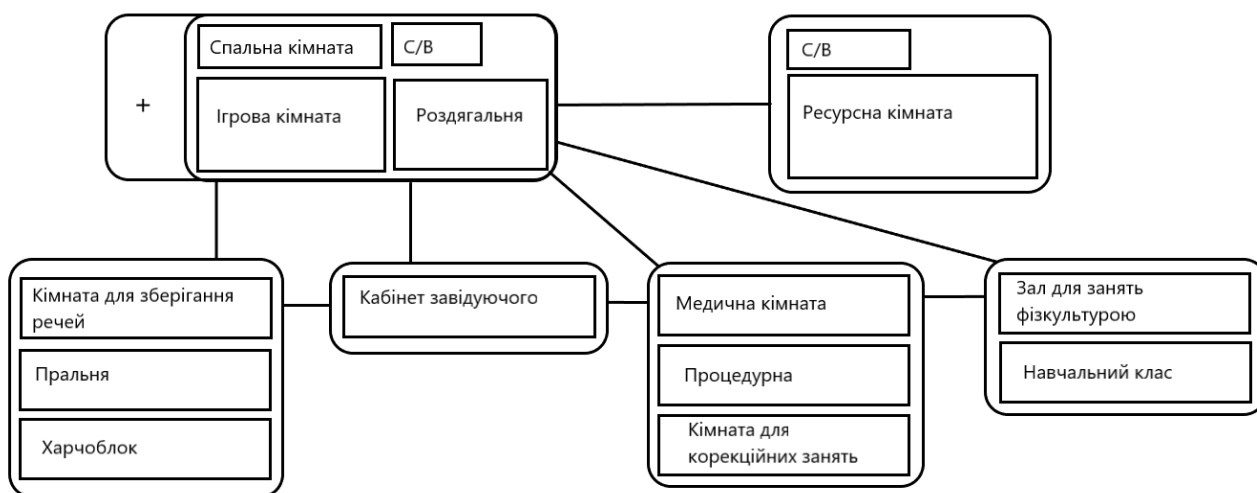 Спальна кімната
С/В
+
Ігрова кімната
Роздягальня
С/В
Ресурсна кімната
Кімната для зберігання
речей
Пральня
Харчоблок
Кабінет завідуючого
Медична кімната
Процедурна
Кімната для
корекційних занять
Зал для занять
фізкультурою
Навчальний клас